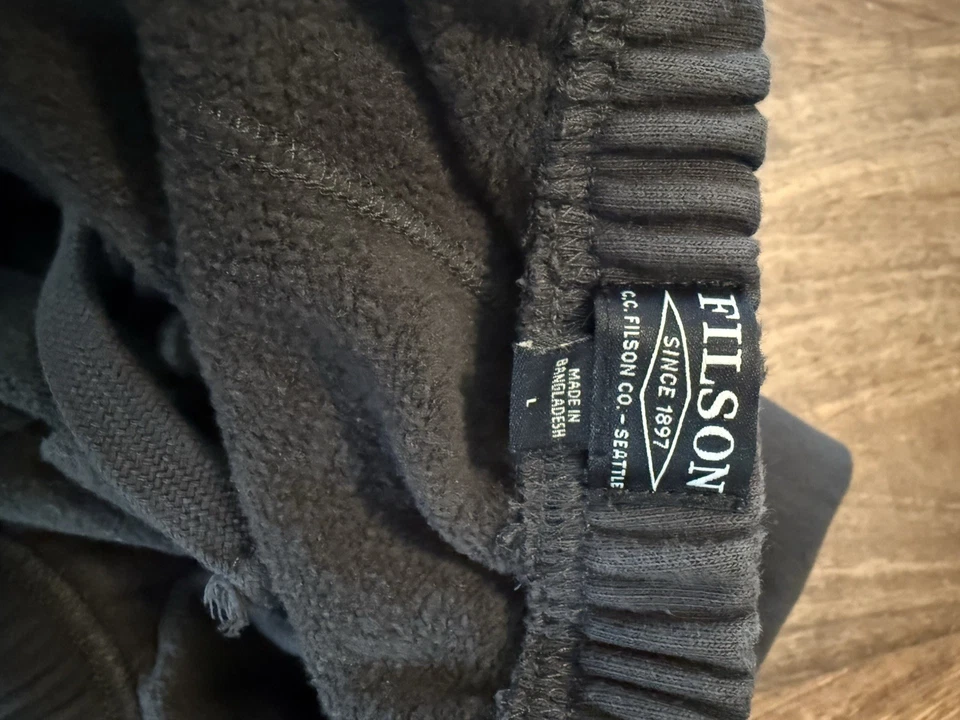 FILSON
SINCE 1897
C.C. FILSON CO. - SEATTLE
MADE IN
BANGLADESH
L